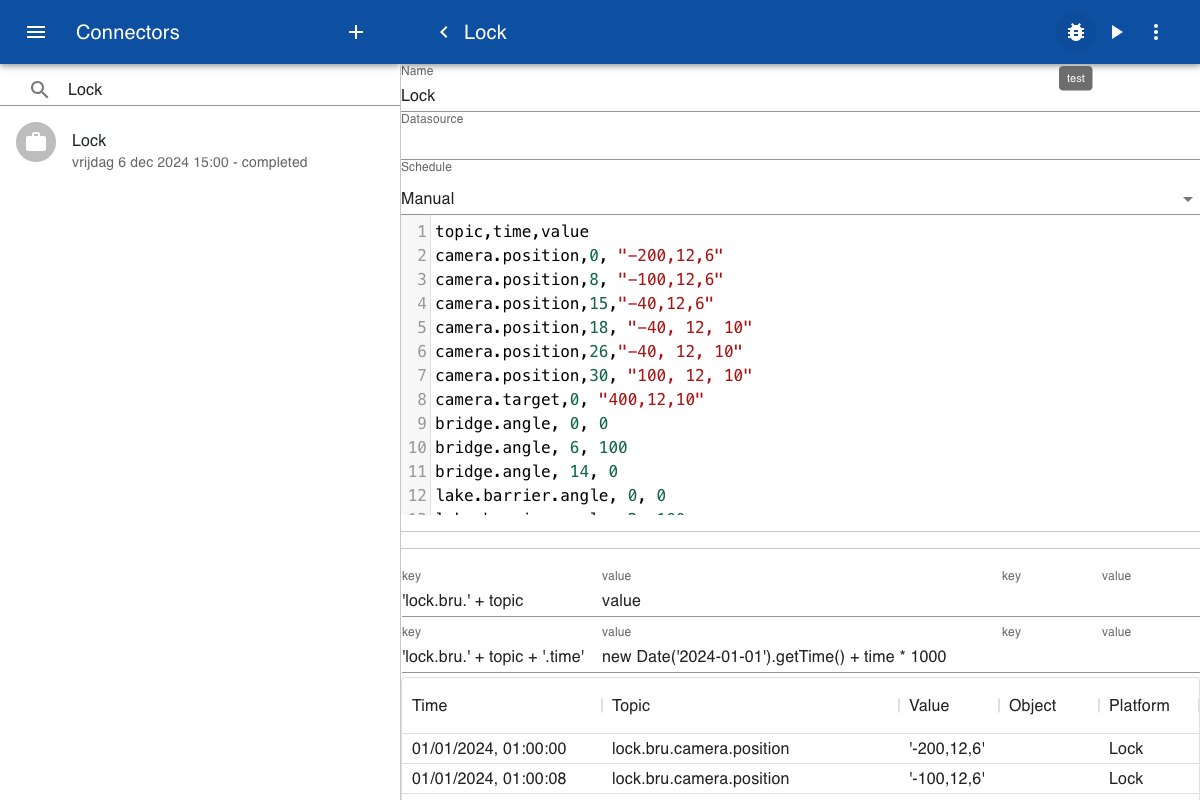 Connectors
Lock
test
Lock
Lock
vrijdag 6 dec 2024 15:00 - completed
Name
Lock
Datasource
Schedule
Manual
1 topic,time,value
2 camera.position,0, "-200,12,6"
3 camera.position,8, "-100,12,6"
4 camera.position,15,"-40,12,6"
5 camera.position,18, "-40, 12, 10"
6 camera.position,26,"-40, 12, 10"
7 camera.position,30, "100, 12, 10"
8 camera.target,0, "400,12,10"
9 bridge.angle, 0, 0
10 bridge.angle, 6, 100
11 bridge.angle, 14, 0
12 lake.barrier.angle, 0, 0
key value key value
'lock.bru.' + topic value
key value key value
'lock.bru.' + topic + '.time' new Date('2024-01-01').getTime() + time * 1000
Time Topic Value Object Platform
01/01/2024, 01:00:00 lock.bru.camera.position '-200,12,6' Lock
01/01/2024, 01:00:08 lock.bru.camera.position '-100,12,6' Lock